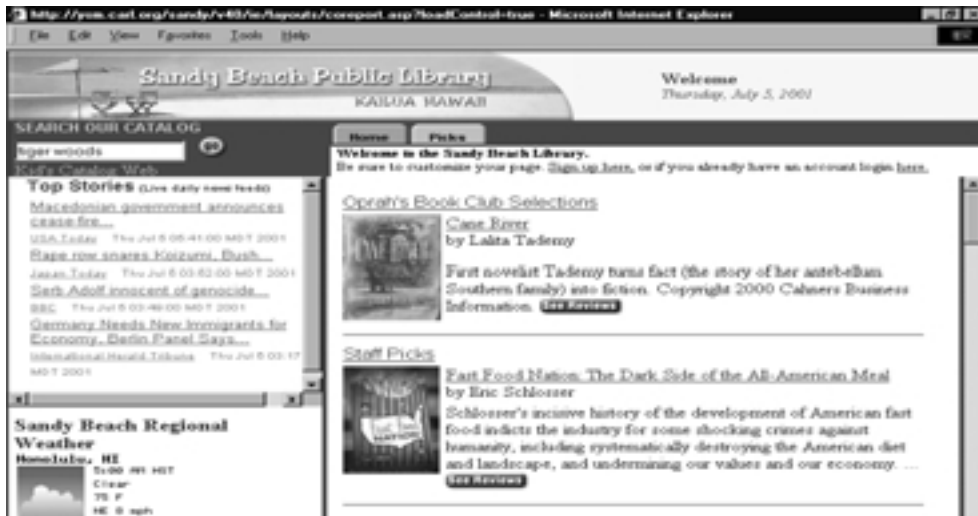 http://yem.carl.org/sandy/v40/ie/layouts/coreport.asp?loadControl=true - Microsoft Internet Explorer
File Edit View Favorites Tools Help
Sandy Beach Public Library
KAILUA HAWAII
Welcome
Thursday, July 5, 2001
SEARCH OUR CATALOG
tiger woods
go
Kid's Catalog Web
Top Stories (Live daily news feeds)
Macedonian government announces
cease-fire...
USA Today Thu Jul 5 05:41:00 MDT 2001
Rape row snares Koizumi, Bush...
Japan Today Thu Jul 5 03:52:00 MDT 2001
Serb Adolf innocent of genocide...
BBC Thu Jul 5 03:46:00 MDT 2001
Germany Needs New Immigrants for
Economy, Berlin Panel Says...
International Herald Tribune Thu Jul 5 03:17
MDT 2001
Sandy Beach Regional
Weather
Honolulu, HI
5:00 AM HST
Clear
75 F
NE 8 mph
Home Picks
Welcome to the Sandy Beach Library.
Be sure to customize your page. Sign up here, or if you already have an account login here.
Oprah's Book Club Selections
Cane River
by Lalita Tademy
First novelist Tademy turns fact (the story of her antebellum
Southern family) into fiction. Copyright 2000 Cahners Business
Information. See Reviews
Staff Picks
Fast Food Nation: The Dark Side of the All-American Meal
by Eric Schlosser
Schlosser's incisive history of the development of American fast
food indicts the industry for some shocking crimes against
humanity, including systematically destroying the American diet
and landscape, and undermining our values and our economy. ...
See Reviews